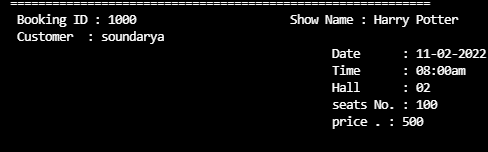 ============================================================
Booking ID : 1000 Show Name : Harry Potter
Customer : soundarya
Date : 11-02-2022
Time : 08:00am
Hall : 02
seats No. : 100
price . : 500